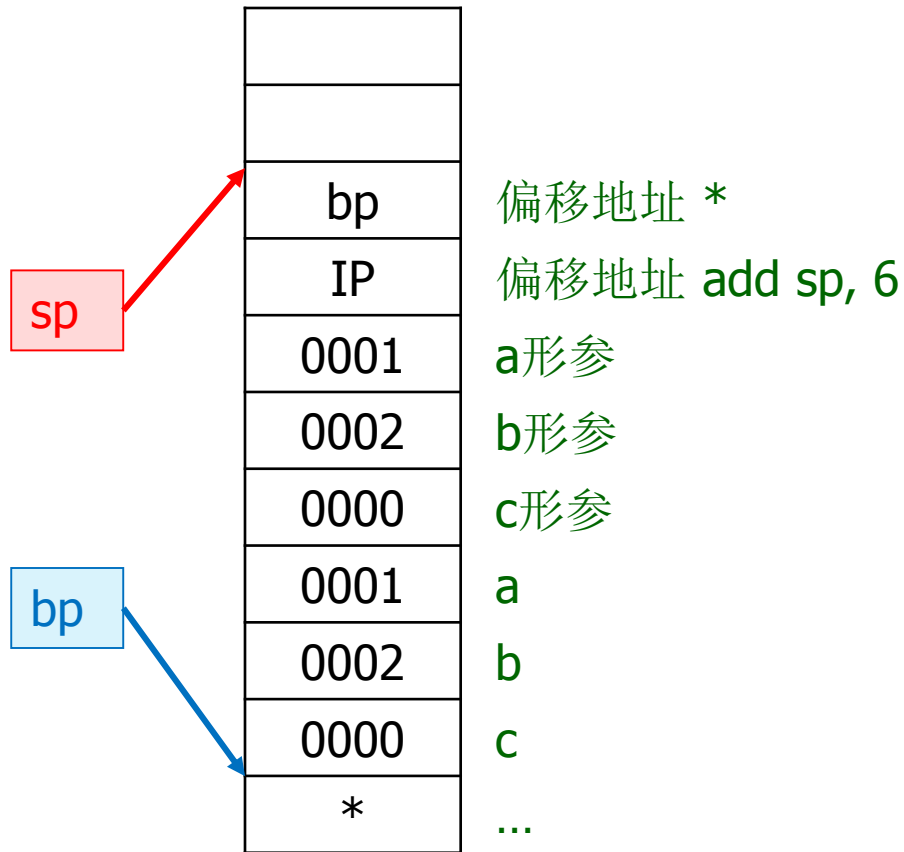 bp 偏移地址 *
IP 偏移地址 add sp, 6
sp
0001 a形参
0002 b形参
0000 c形参
0001 a
bp
0002 b
0000 c
* …